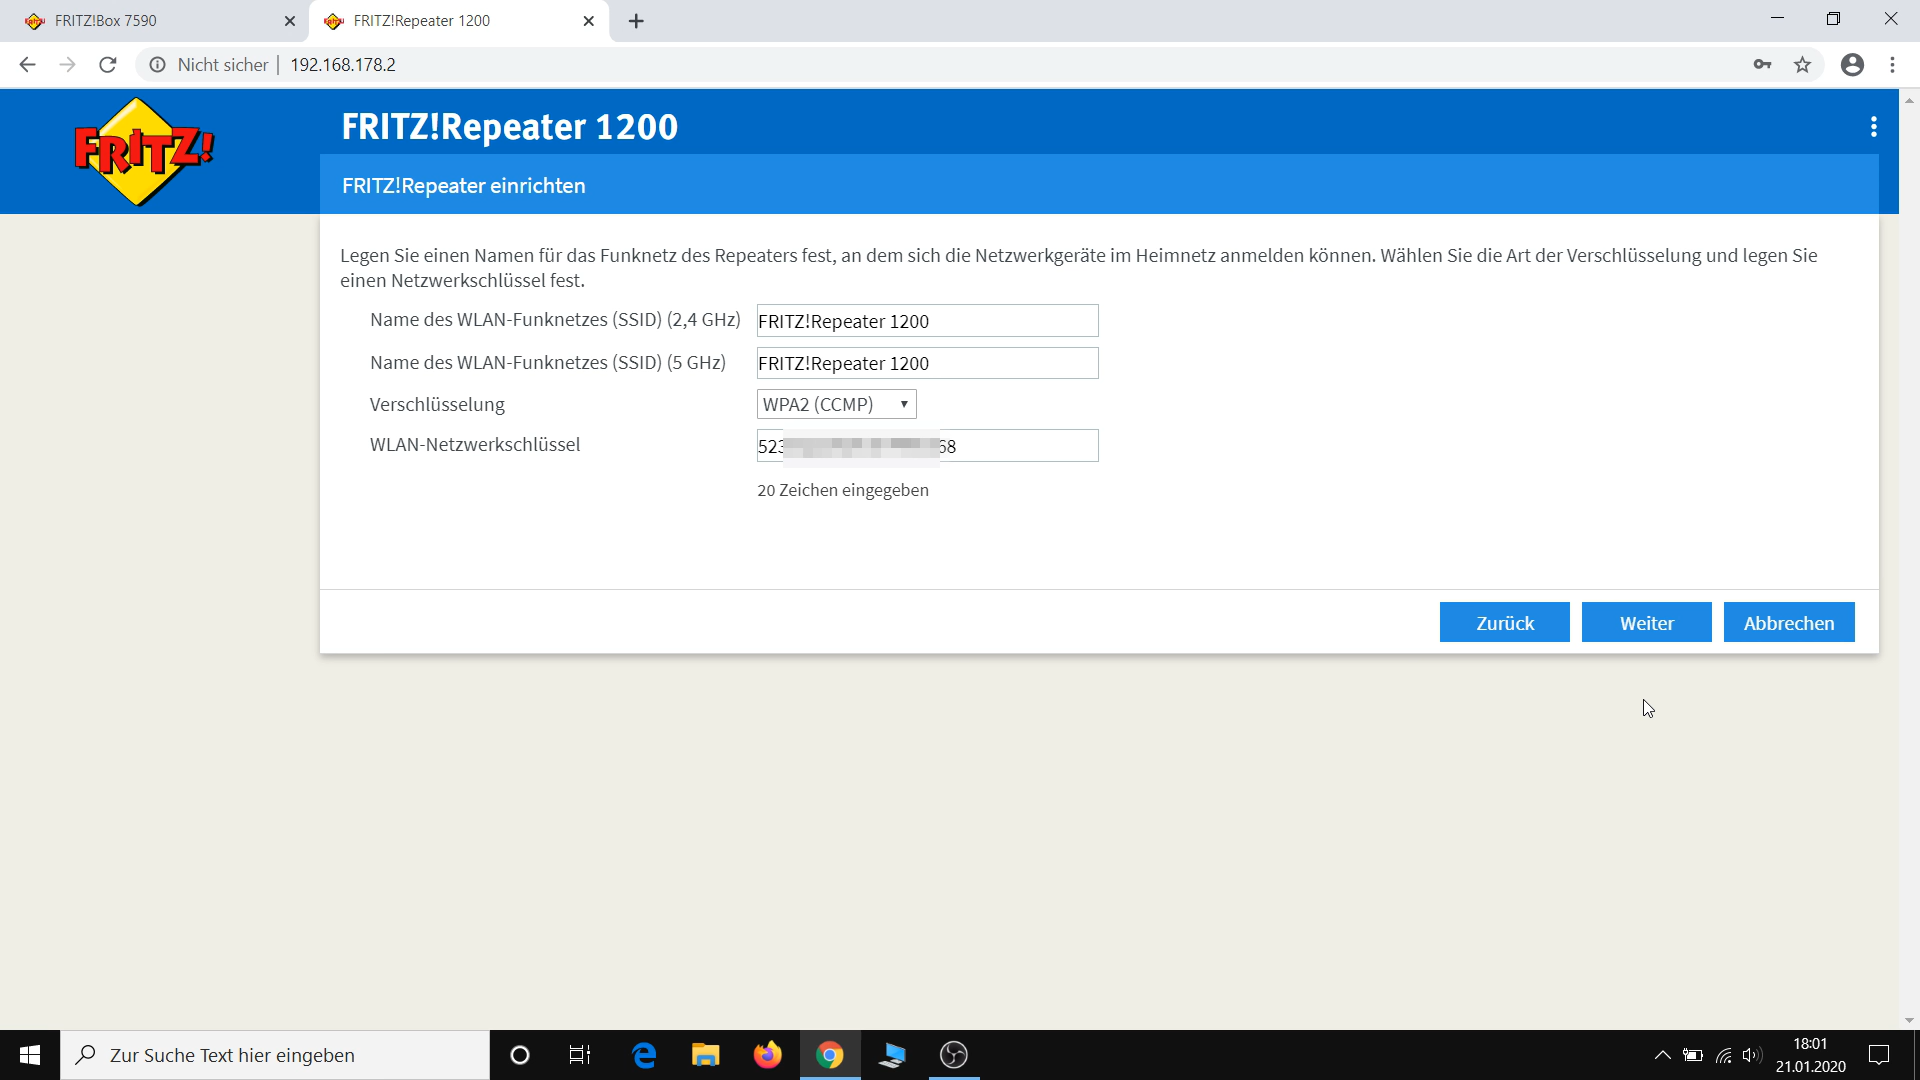 FRITZ!Box 7590
FRITZ!Repeater 1200
Nicht sicher
192.168.178.2
FRITZ!
FRITZ!Repeater 1200
FRITZ!Repeater einrichten
Legen Sie einen Namen für das Funknetz des Repeaters fest, an dem sich die Netzwerkgeräte im Heimnetz anmelden können. Wählen Sie die Art der Verschlüsselung und legen Sie
einen Netzwerkschlüssel fest.
Name des WLAN-Funknetzes (SSID) (2,4 GHz) FRITZ!Repeater 1200
Name des WLAN-Funknetzes (SSID) (5 GHz) FRITZ!Repeater 1200
Verschlüsselung WPA2 (CCMP)
WLAN-Netzwerkschlüssel 523 68
20 Zeichen eingegeben
Zurück Weiter Abbrechen
Zur Suche Text hier eingeben
18:01
21.01.2020